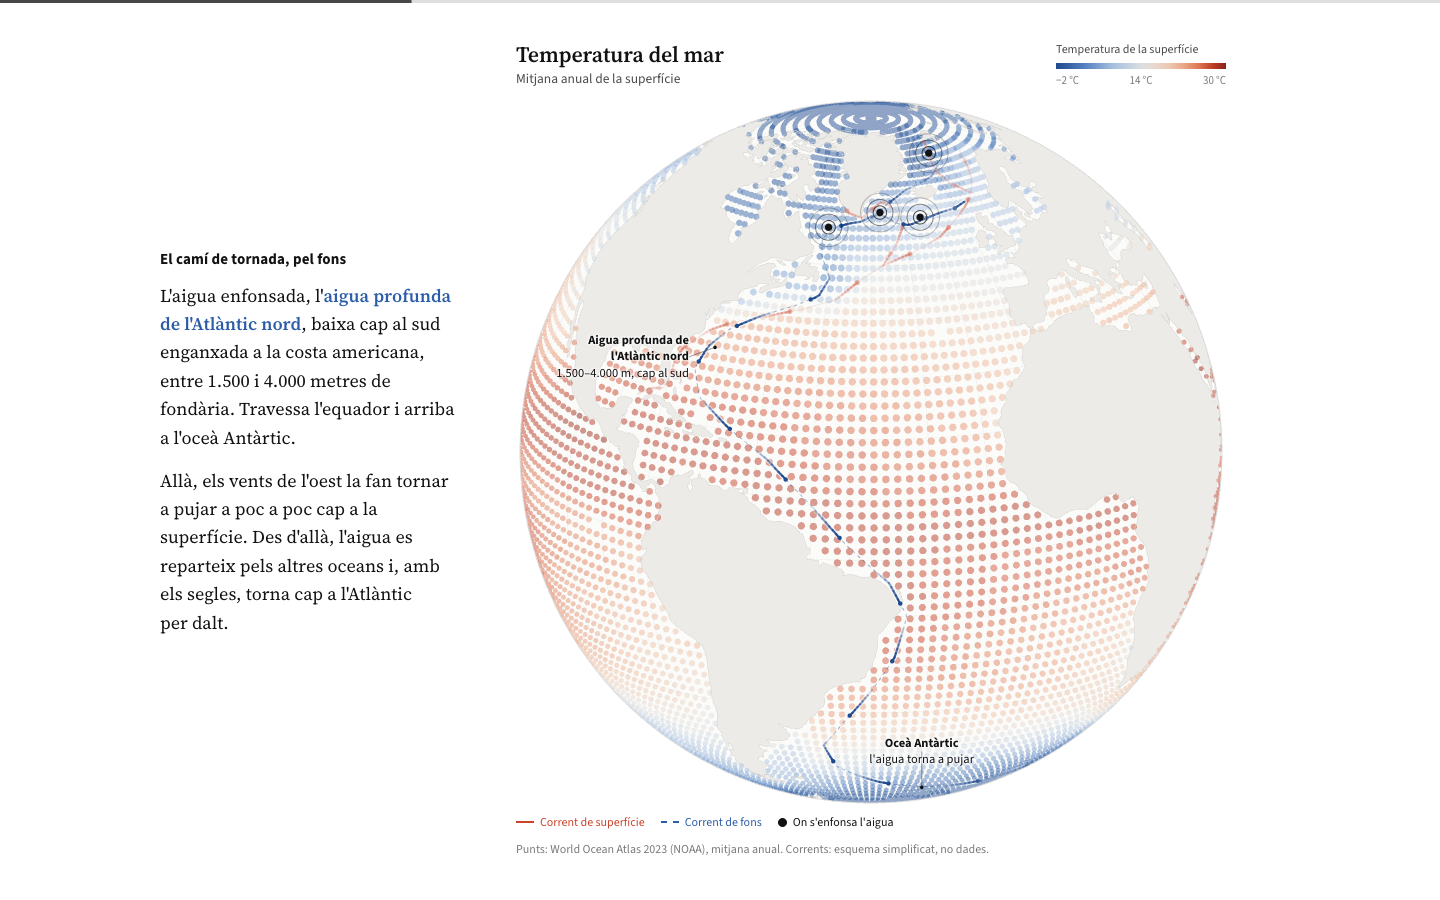 Temperatura del mar
Mitjana anual de la superfície
Temperatura de la superfície
−2 °C 14 °C 30 °C
El camí de tornada, pel fons
L'aigua enfonsada, l'aigua profunda
de l'Atlàntic nord, baixa cap al sud
enganxada a la costa americana,
entre 1.500 i 4.000 metres de
fondària. Travessa l'equador i arriba
a l'oceà Antàrtic.
Allà, els vents de l'oest la fan tornar
a pujar a poc a poc cap a la
superfície. Des d'allà, l'aigua es
reparteix pels altres oceans i, amb
els segles, torna cap a l'Atlàntic
per dalt.
Aigua profunda de
l'Atlàntic nord
1.500–4.000 m, cap al sud
Oceà Antàrtic
l'aigua torna a pujar
Corrent de superfície Corrent de fons On s'enfonsa l'aigua
Punts: World Ocean Atlas 2023 (NOAA), mitjana anual. Corrents: esquema simplificat, no dades.